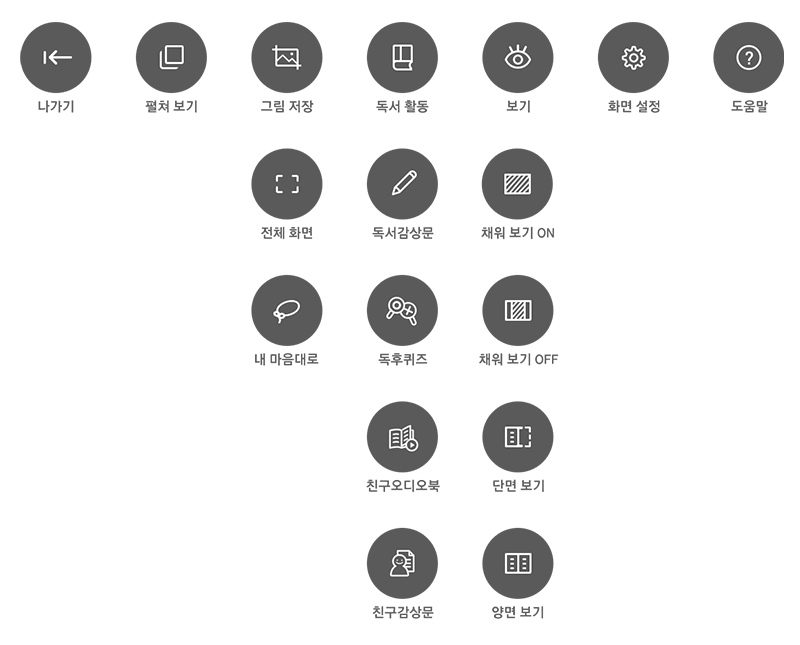 나가기
펼쳐 보기
그림 저장
독서 활동
보기
화면 설정
도움말
전체 화면
독서감상문
채워 보기 ON
내 마음대로
독후퀴즈
채워 보기 OFF
친구오디오북
단면 보기
친구감상문
양면 보기